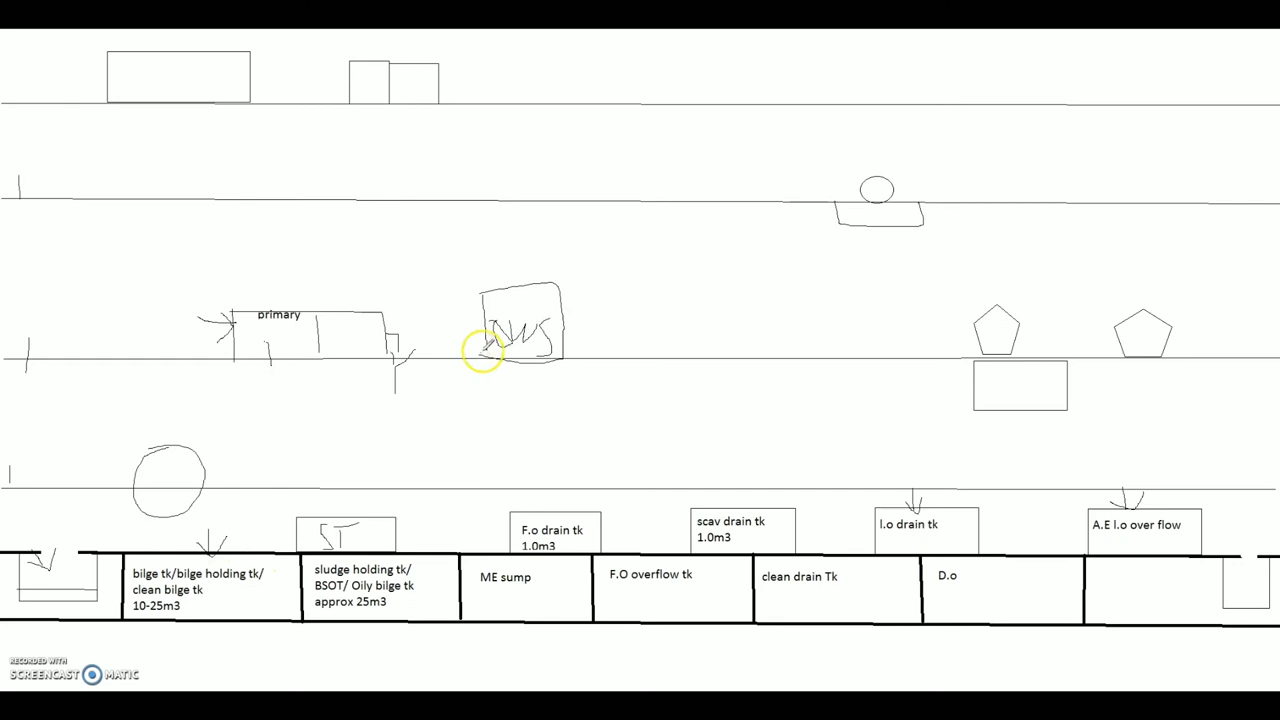 primary
ST
F.o drain tk
1.0m3
scav drain tk
1.0m3
l.o drain tk
A.E l.o over flow
bilge tk/bilge holding tk/
clean bilge tk
10-25m3
sludge holding tk/
BSOT/ Oily bilge tk
approx 25m3
ME sump
F.O overflow tk
clean drain Tk
D.o
RECORDED WITH
SCREENCAST MATIC